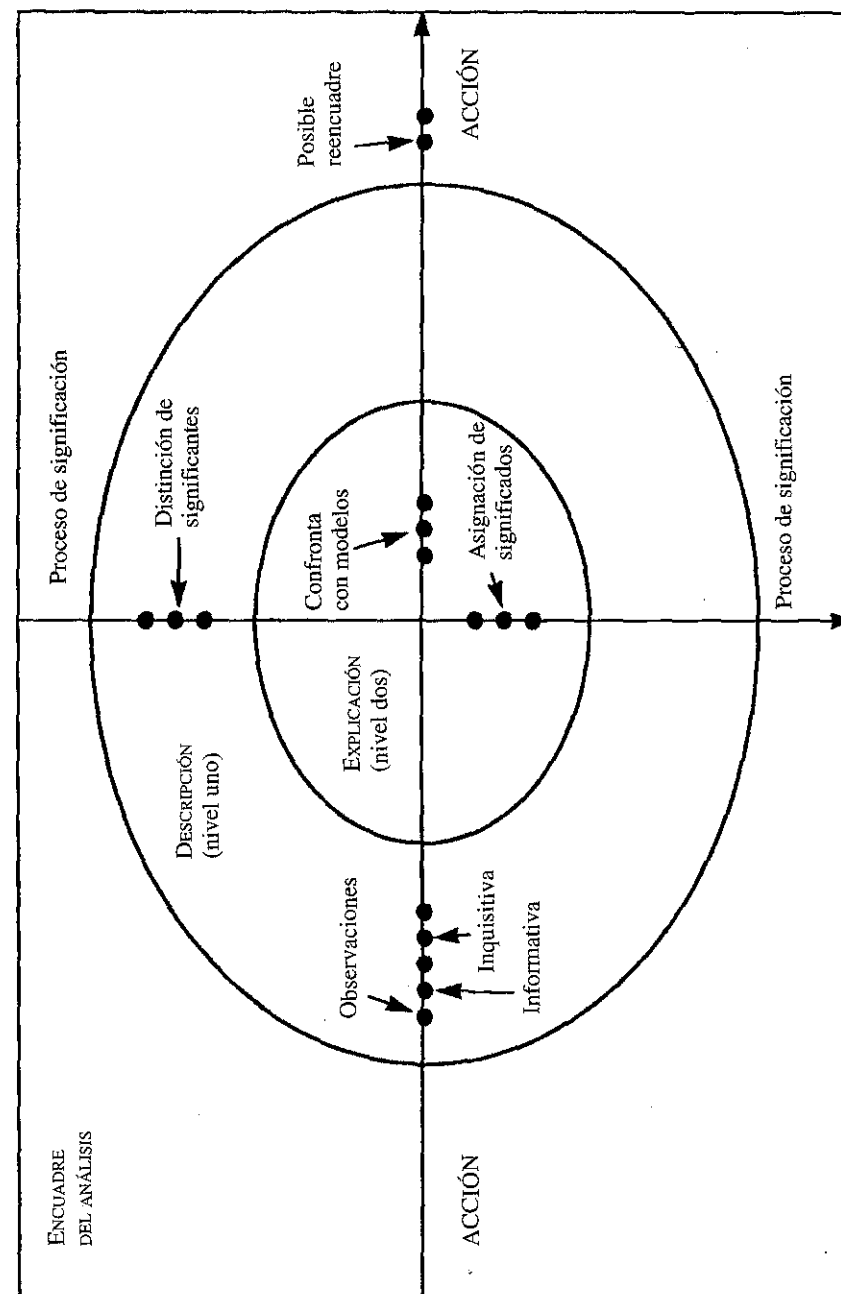 ENCUADRE
DEL ANÁLISIS
Proceso de significación
DESCRIPCIÓN
(nivel uno)
Distinción de
significantes
EXPLICACIÓN
(nivel dos)
Confronta
con modelos
Posible
reencuadre
Observaciones
Inquisitiva
Informativa
Asignación de
significados
ACCIÓN
ACCIÓN
Proceso de significación